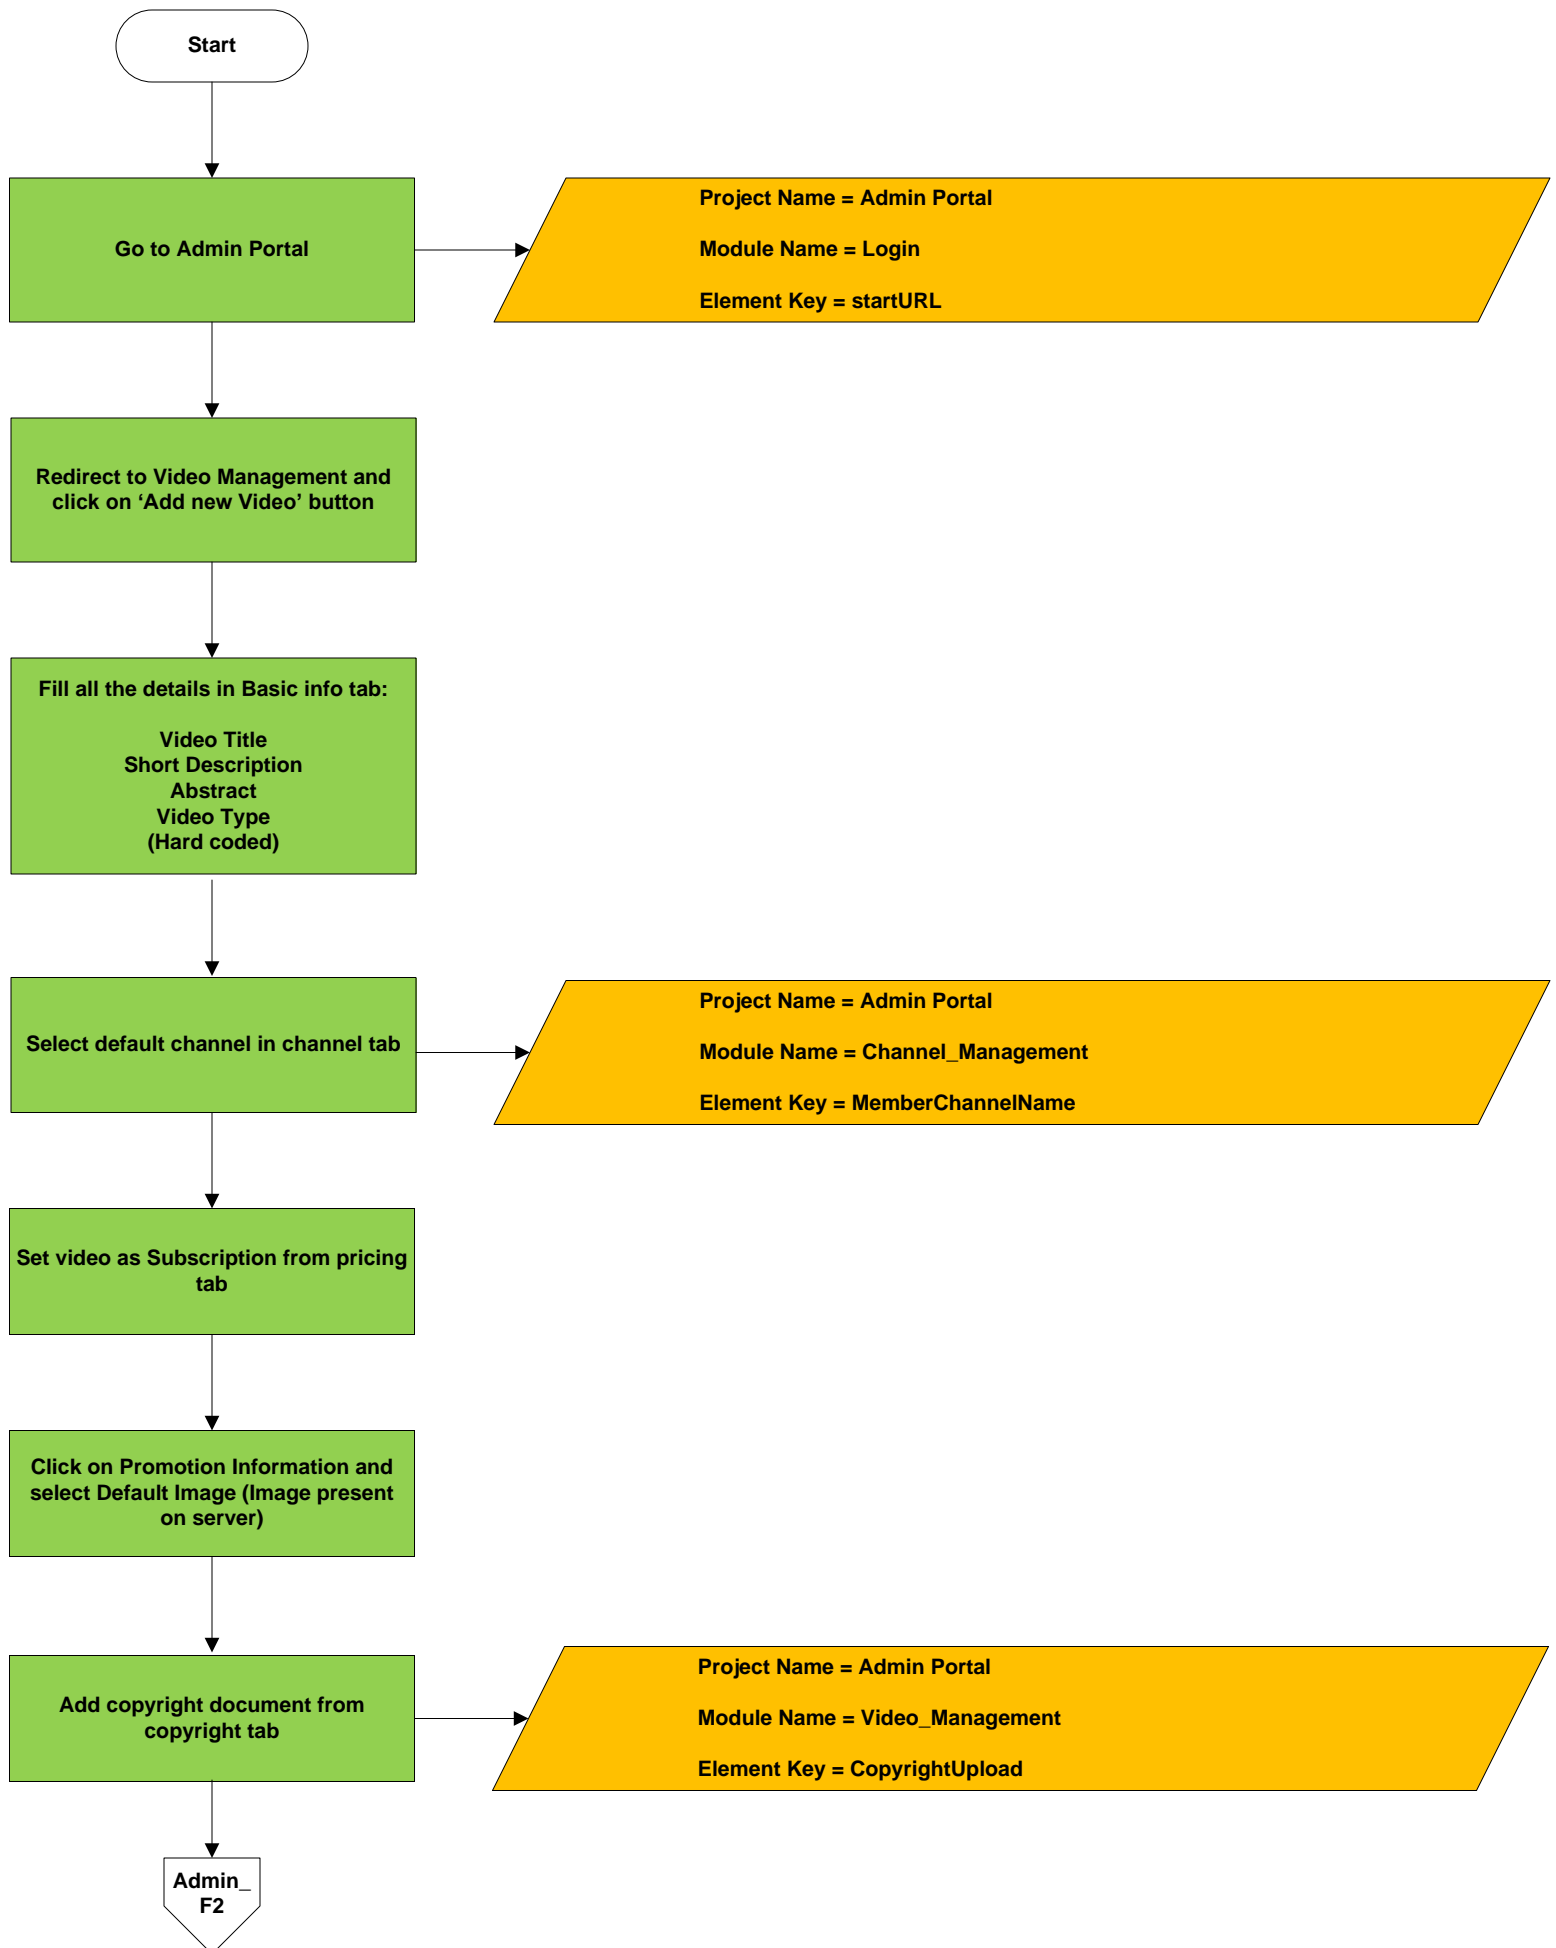 Start
Go to Admin Portal
Project Name = Admin Portal
Module Name = Login
Element Key = startURL
Redirect to Video Management and
click on ‘Add new Video’ button
Fill all the details in Basic info tab:
Video Title
Short Description
Abstract
Video Type
(Hard coded)
Select default channel in channel tab
Project Name = Admin Portal
Module Name = Channel_Management
Element Key = MemberChannelName
Set video as Subscription from pricing
tab
Click on Promotion Information and
select Default Image (Image present
on server)
Add copyright document from
copyright tab
Project Name = Admin Portal
Module Name = Video_Management
Element Key = CopyrightUpload
Admin_
F2